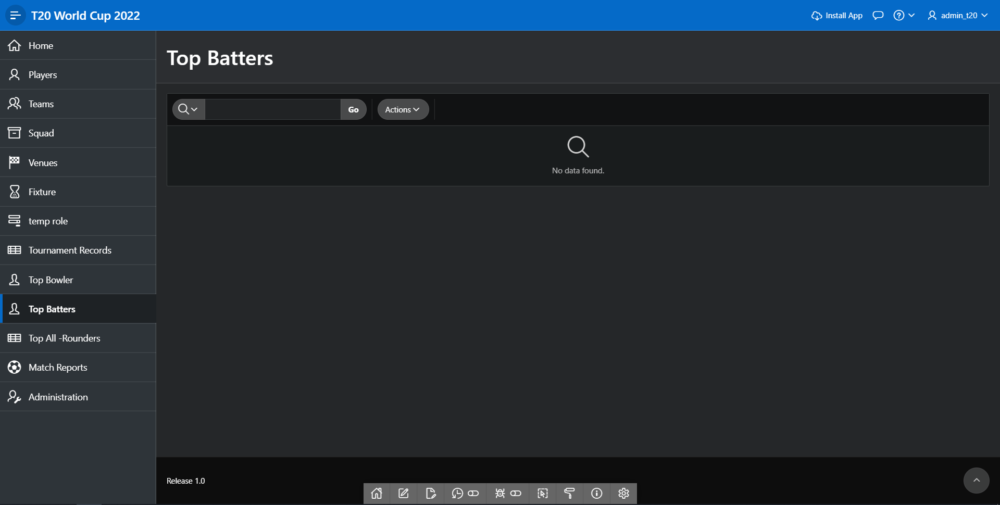 T20 World Cup 2022
Install App
admin_t20
Home
Players
Teams
Squad
Venues
Fixture
temp role
Tournament Records
Top Bowler
Top Batters
Top All -Rounders
Match Reports
Administration
Top Batters
Go
Actions
No data found.
Release 1.0